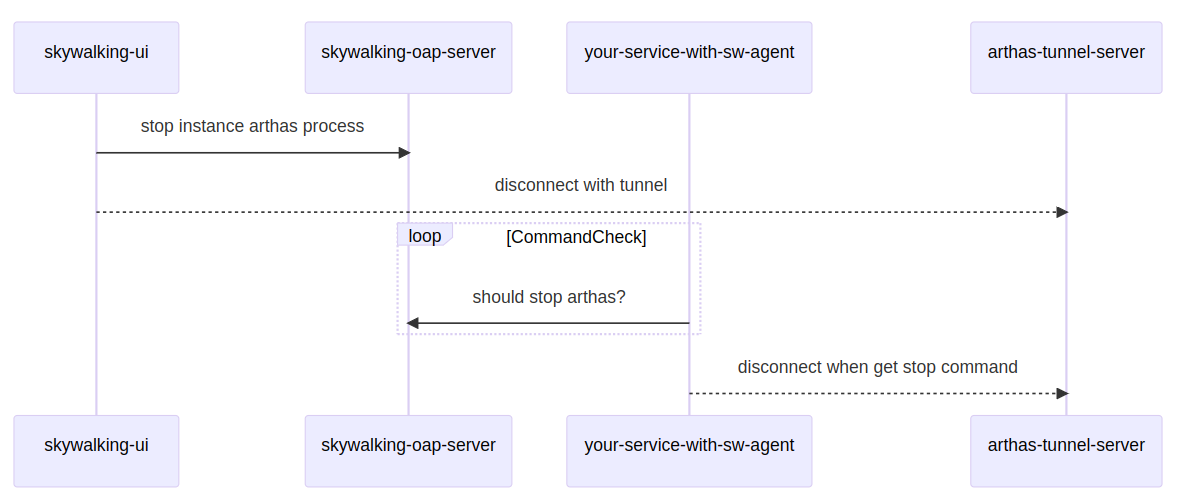 skywalking-ui
skywalking-oap-server
your-service-with-sw-agent
arthas-tunnel-server
stop instance arthas process
disconnect with tunnel
loop
[CommandCheck]
should stop arthas?
disconnect when get stop command
skywalking-ui
skywalking-oap-server
your-service-with-sw-agent
arthas-tunnel-server